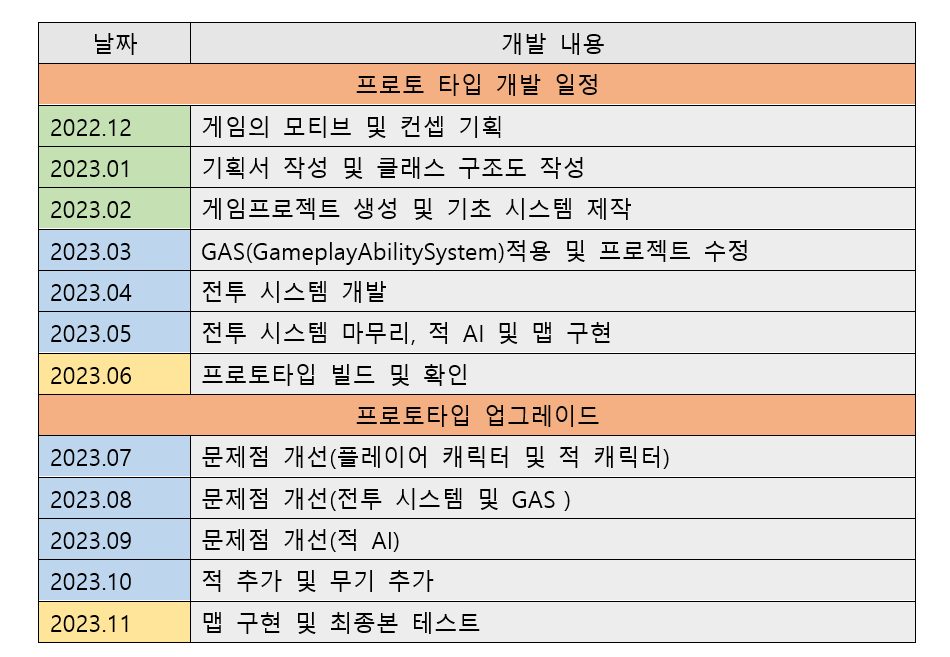 날짜 개발 내용
프로토 타입 개발 일정
2022.12 게임의 모티브 및 컨셉 기획
2023.01 기획서 작성 및 클래스 구조도 작성
2023.02 게임프로젝트 생성 및 기초 시스템 제작
2023.03 GAS(GameplayAbilitySystem)적용 및 프로젝트 수정
2023.04 전투 시스템 개발
2023.05 전투 시스템 마무리, 적 AI 및 맵 구현
2023.06 프로토타입 빌드 및 확인
프로토타입 업그레이드
2023.07 문제점 개선(플레이어 캐릭터 및 적 캐릭터)
2023.08 문제점 개선(전투 시스템 및 GAS )
2023.09 문제점 개선(적 AI)
2023.10 적 추가 및 무기 추가
2023.11 맵 구현 및 최종본 테스트